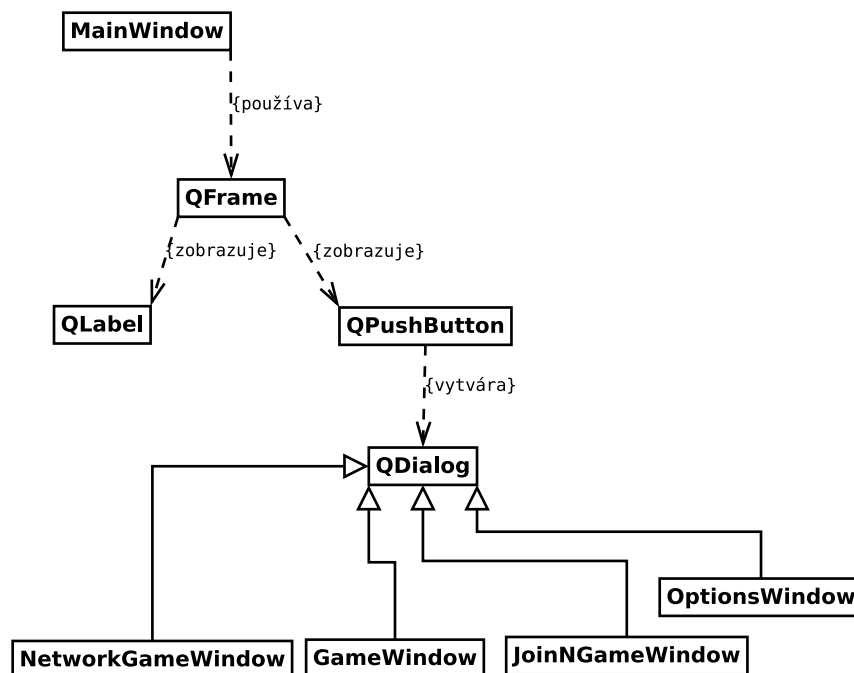 MainWindow
{používa}
QFrame
{zobrazuje}
{zobrazuje}
QLabel
QPushButton
{vytvára}
QDialog
OptionsWindow
NetworkGameWindow
GameWindow
JoinNGameWindow